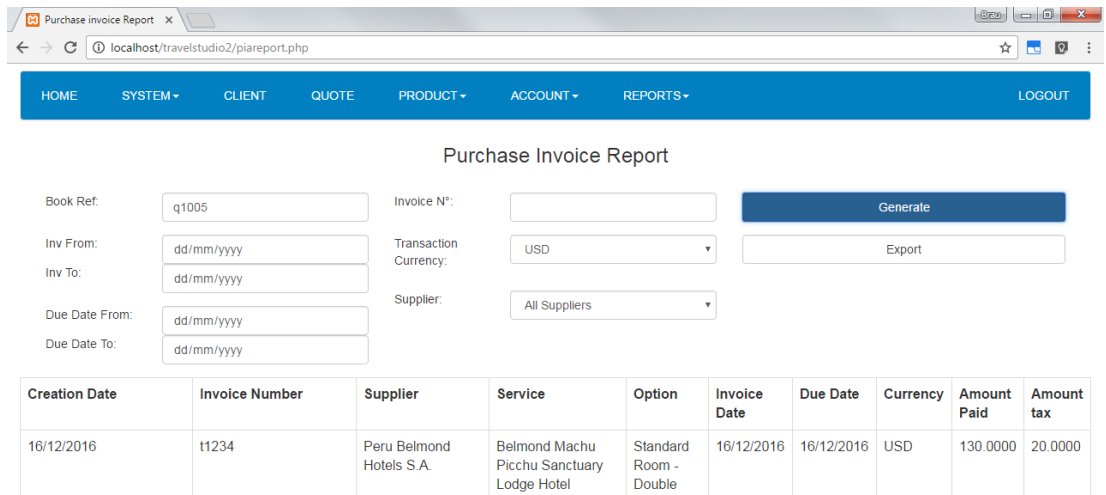 Purchase invoice Report
Brau
localhost/travelstudio2/piareport.php
HOME SYSTEM CLIENT QUOTE PRODUCT ACCOUNT REPORTS LOGOUT
Purchase Invoice Report
Book Ref: q1005 Invoice N°: Generate
Inv From: dd/mm/yyyy Transaction Currency: USD Export
Inv To: dd/mm/yyyy
Supplier: All Suppliers
Due Date From: dd/mm/yyyy
Due Date To: dd/mm/yyyy
Creation Date Invoice Number Supplier Service Option Invoice Due Date Currency Amount Amount
Date Paid tax
16/12/2016 t1234 Peru Belmond Belmond Machu Standard 16/12/2016 16/12/2016 USD 130.0000 20.0000
Hotels S.A. Picchu Sanctuary Room -
Lodge Hotel Double